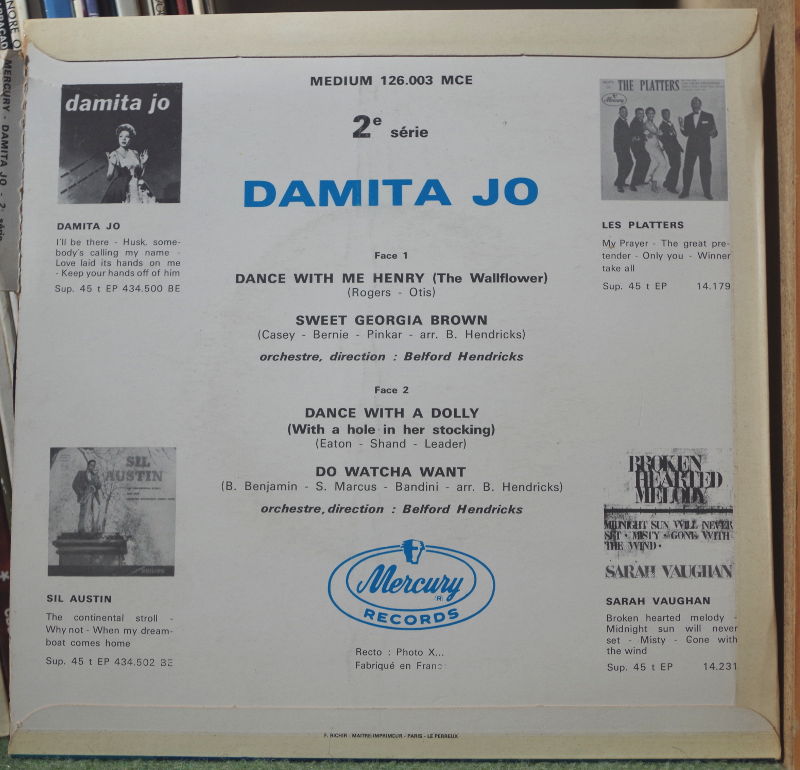 MEDIUM 126.003 MCE
2e série
DAMITA JO
Face 1
DANCE WITH ME HENRY (The Wallflower)
(Rogers - Otis)
SWEET GEORGIA BROWN
(Casey - Bernie - Pinkar - arr. B. Hendricks)
orchestre, direction : Belford Hendricks
Face 2
DANCE WITH A DOLLY
(With a hole in her stocking)
(Eaton - Shand - Leader)
DO WATCHA WANT
(B. Benjamin - S. Marcus - Bandini - arr. B. Hendricks)
orchestre, direction : Belford Hendricks
Mercury
(R)
RECORDS
Recto : Photo X...
Fabriqué en Franc
F. BICHIR - MAITRE-IMPRIMEUR - PARIS - LE PERREUX
damita jo
DAMITA JO
I'll be there - Husk, some-
body's calling my name -
Love laid its hands on me
- Keep your hands off of him
Sup. 45 t EP 434.500 BE
SIL
AUSTIN
PHILIPS
SIL AUSTIN
The continental stroll -
Why not - When my dream-
boat comes home
Sup. 45 t EP 434.502 BE
THE PLATTERS
Mercury
LES PLATTERS
My Prayer - The great pre-
tender - Only you - Winner
take all
Sup. 45 t EP 14.179
BROKEN
HEARTED
MELODY
MIDNIGHT SUN WILL NEVER
SET • MISTY • GONE WITH
THE WIND •
SARAH VAUGHAN
SARAH VAUGHAN
Broken hearted melody -
Midnight sun will never
set - Misty - Gone with
the wind
Sup. 45 t EP 14.231
MERCURY - DAMITA JO - 2e série